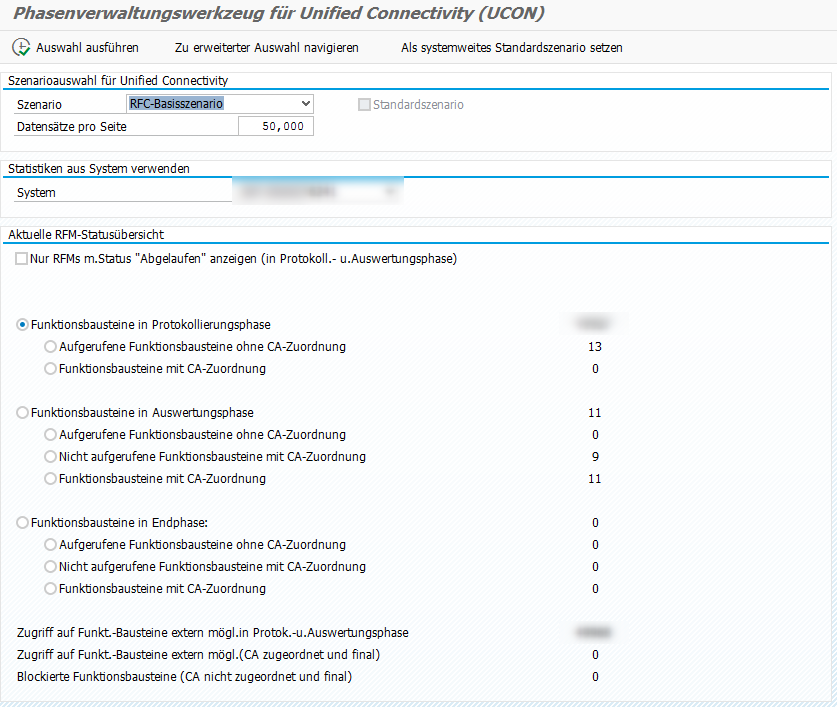 Phasenverwaltungswerkzeug für Unified Connectivity (UCON)
Auswahl ausführen Zu erweiterter Auswahl navigieren Als systemweites Standardszenario setzen
Szenarioauswahl für Unified Connectivity
Szenario RFC-Basisszenario Standardszenario
Datensätze pro Seite 50,000
Statistiken aus System verwenden
System
Aktuelle RFM-Statusübersicht
Nur RFMs m.Status "Abgelaufen" anzeigen (in Protokoll.- u.Auswertungsphase)
Funktionsbausteine in Protokollierungsphase
Aufgerufene Funktionsbausteine ohne CA-Zuordnung 13
Funktionsbausteine mit CA-Zuordnung 0
Funktionsbausteine in Auswertungsphase 11
Aufgerufene Funktionsbausteine ohne CA-Zuordnung 0
Nicht aufgerufene Funktionsbausteine mit CA-Zuordnung 9
Funktionsbausteine mit CA-Zuordnung 11
Funktionsbausteine in Endphase: 0
Aufgerufene Funktionsbausteine ohne CA-Zuordnung 0
Nicht aufgerufene Funktionsbausteine mit CA-Zuordnung 0
Funktionsbausteine mit CA-Zuordnung 0
Zugriff auf Funkt.-Bausteine extern mögl.in Protok.-u.Auswertungsphase
Zugriff auf Funkt.-Bausteine extern mögl.(CA zugeordnet und final) 0
Blockierte Funktionsbausteine (CA nicht zugeordnet und final) 0